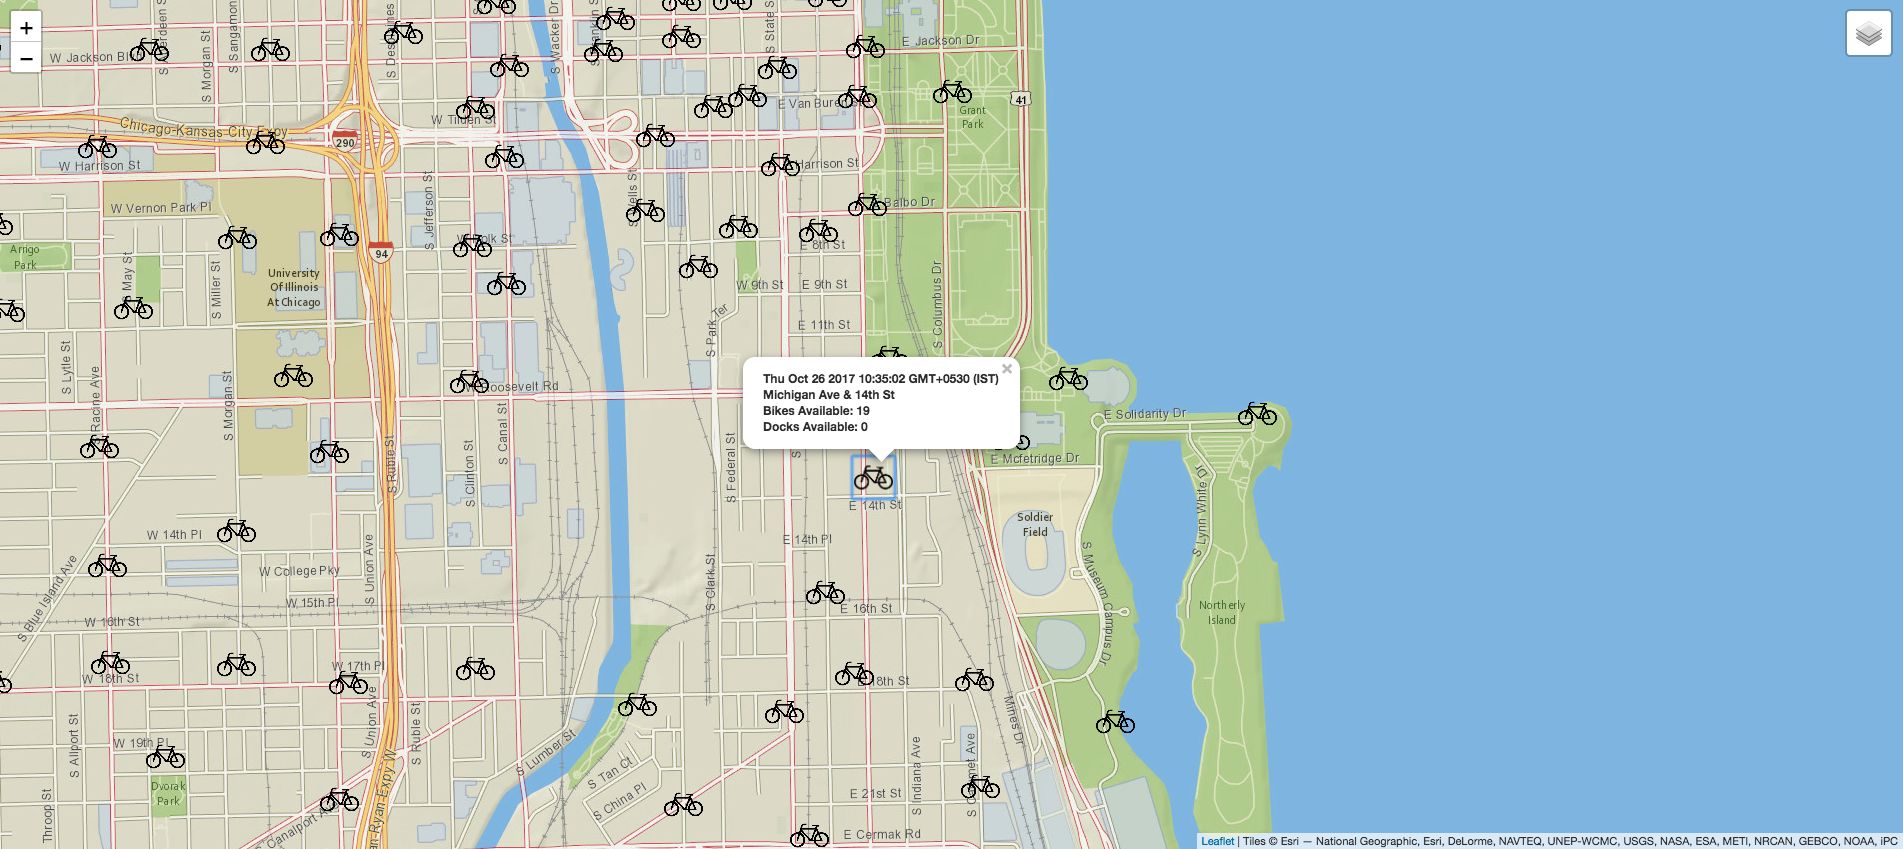 +
−
W Jackson Bl
S Morgan St
S Sangamon
S Desplaines
S Wacker Dr
S State S
E Jackson Dr
41
Grant
Park
E Van Buren
W Tilden St
Chicago-Kansas City Expy
290
W Harrison St
Harrison St
W Vernon Park Pl
S Jefferson St
S Wells St
Balbo Dr
Arrigo
Park
W Polk St
E 8th St
94
S May St
S Miller St
University
Of Illinois
At Chicago
W 9th St
E 9th St
S Columbus Dr
S Park Ter
E 11th St
S Lytle St
S Racine Ave
S Morgan St
W Roosevelt Rd
Thu Oct 26 2017 10:35:02 GMT+0530 (IST)
Michigan Ave & 14th St
Bikes Available: 19
Docks Available: 0
×
E Solidarity Dr
S Canal St
S Ruble St
S Clinton St
S Federal St
E Mcfetridge Dr
S Lynn White Dr
E 14th St
Soldier
Field
W 14th Pl
E 14th Pl
S Blue Island Ave
W College Pky
S Union Ave
S Clark St
S Museum Campus Dr
W 15th Pl
E 16th St
Northerly
Island
W 16th St
W 17th Pl
W 18th St
E 18th St
S Union Ave
S Ruble St
Mines Dr
S Allport St
W 19th Pl
S Lumber St
S Tan Ct
S Indiana Ave
S Calumet Ave
Dvorak
Park
S China Pl
E 21st St
Throop St
S Canalport A
an Ryan Expy W
E Cermak Rd
Leaflet | Tiles © Esri — National Geographic, Esri, DeLorme, NAVTEQ, UNEP-WCMC, USGS, NASA, ESA, METI, NRCAN, GEBCO, NOAA, iPC